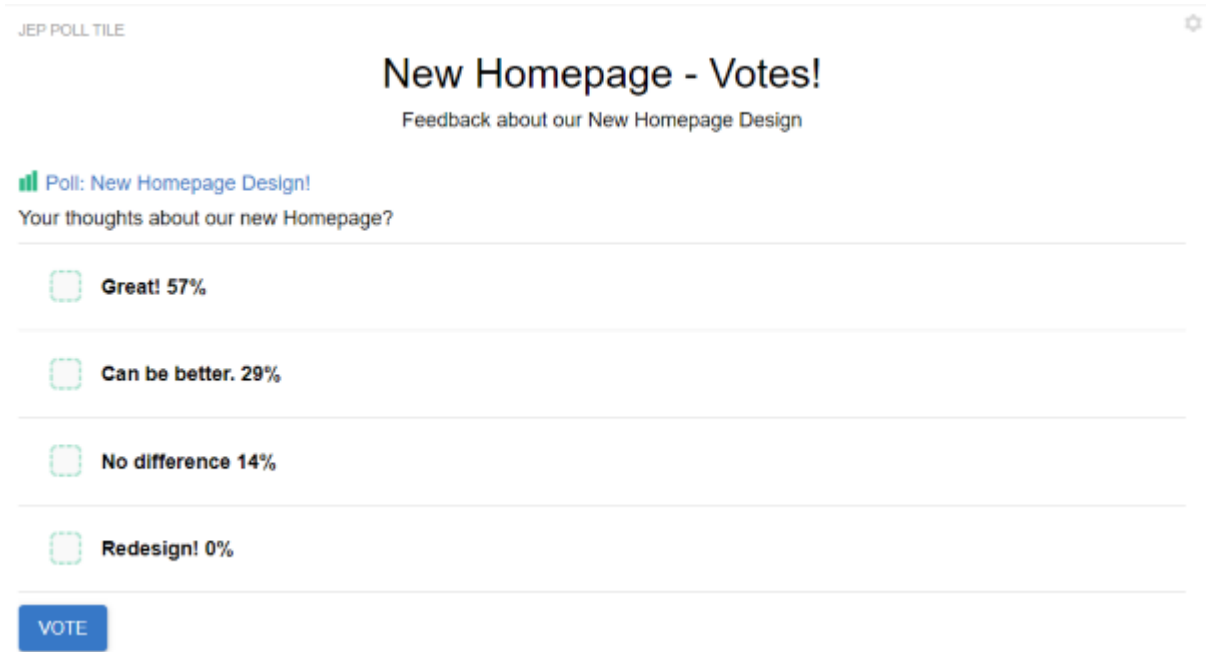 JEP POLL TILE
New Homepage - Votes!
Feedback about our New Homepage Design
Poll: New Homepage Design!
Your thoughts about our new Homepage?
Great! 57%
Can be better. 29%
No difference 14%
Redesign! 0%
VOTE